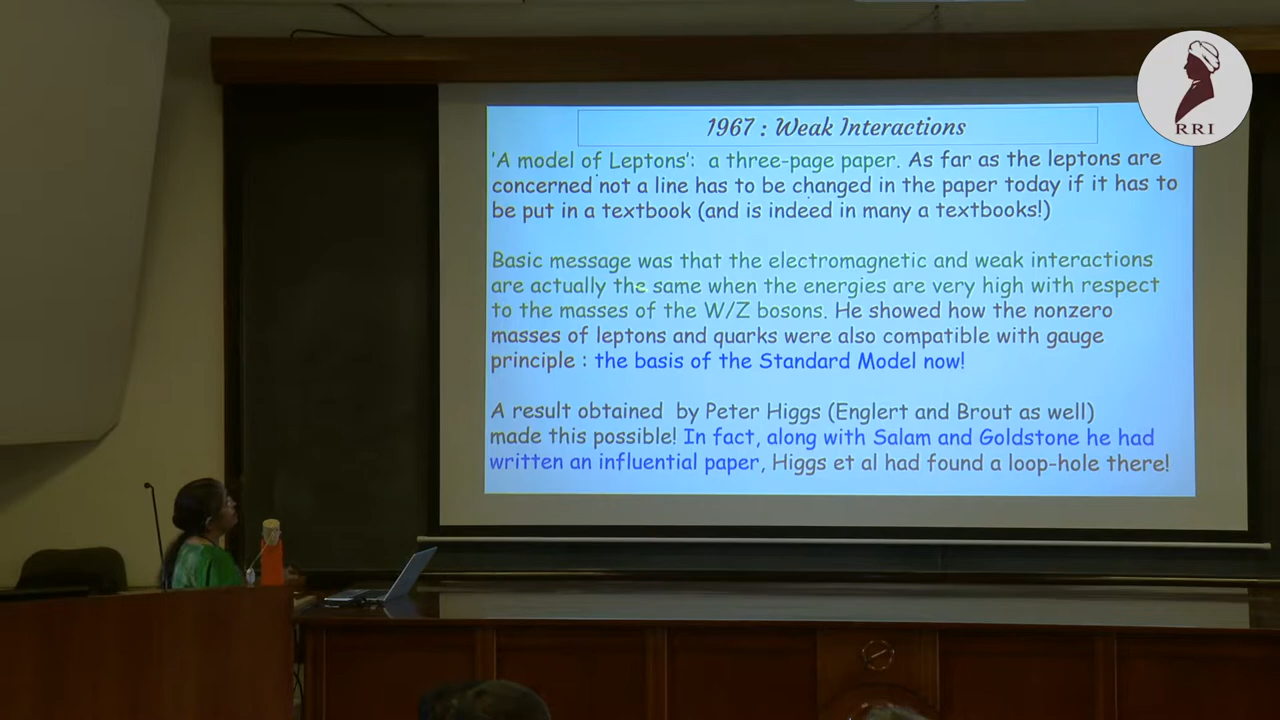 RRI
1967 : Weak Interactions
'A model of Leptons': a three-page paper. As far as the leptons are
concerned not a line has to be changed in the paper today if it has to
be put in a textbook (and is indeed in many a textbooks!)
Basic message was that the electromagnetic and weak interactions
are actually the same when the energies are very high with respect
to the masses of the W/Z bosons. He showed how the nonzero
masses of leptons and quarks were also compatible with gauge
principle : the basis of the Standard Model now!
A result obtained by Peter Higgs (Englert and Brout as well)
made this possible! In fact, along with Salam and Goldstone he had
written an influential paper, Higgs et al had found a loop-hole there!